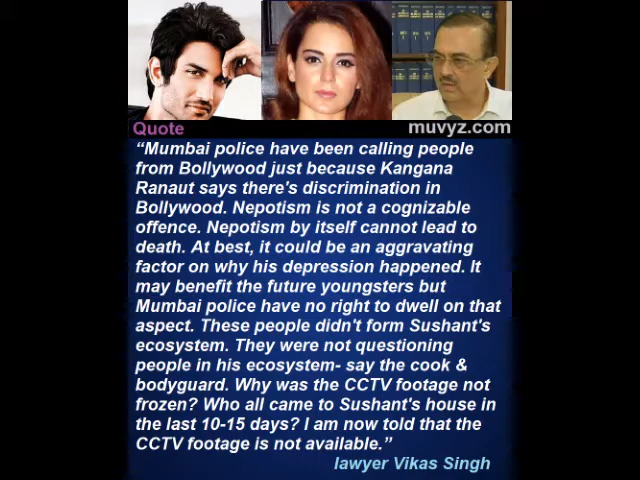 Quote
muvyz.com
“Mumbai police have been calling people
from Bollywood just because Kangana
Ranaut says there's discrimination in
Bollywood. Nepotism is not a cognizable
offence. Nepotism by itself cannot lead to
death. At best, it could be an aggravating
factor on why his depression happened. It
may benefit the future youngsters but
Mumbai police have no right to dwell on that
aspect. These people didn't form Sushant's
ecosystem. They were not questioning
people in his ecosystem- say the cook &
bodyguard. Why was the CCTV footage not
frozen? Who all came to Sushant's house in
the last 10-15 days? I am now told that the
CCTV footage is not available.”
lawyer Vikas Singh